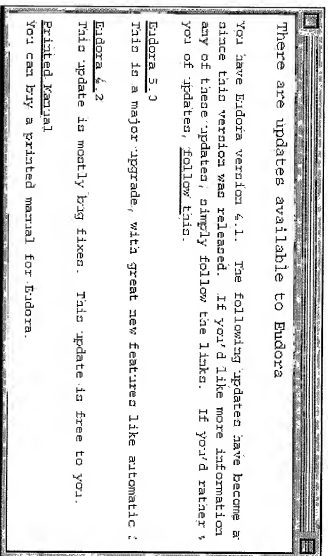 There are updates available to Eudora
You have Eudora version 4.1. The following updates have become a
since this version was released. If you'd like more information
any of these updates, simply follow the links. If you'd rather
you of updates, follow this.
Eudora 5.0
This is a major upgrade, with great new features like automatic
Eudora 4.2
This update is mostly bug fixes. This update is free to you.
Printed Manual
You can buy a printed manual for Eudora.